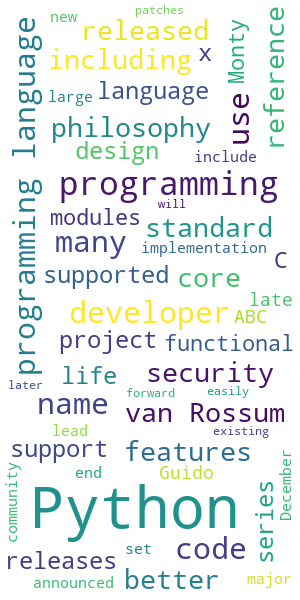 patches
new
released
including x
language
large
Monty
reference
use
philosophy
design
include
programming
will
modules
standard
many
implementation
C
supported
core
late
developer
ABC
project
functional
programming language
life
security
later
forward
easily
name
van Rossum
lead
existing
support
features
end
Guido
community
Python
December
series
set
code
releases
announced
better
major